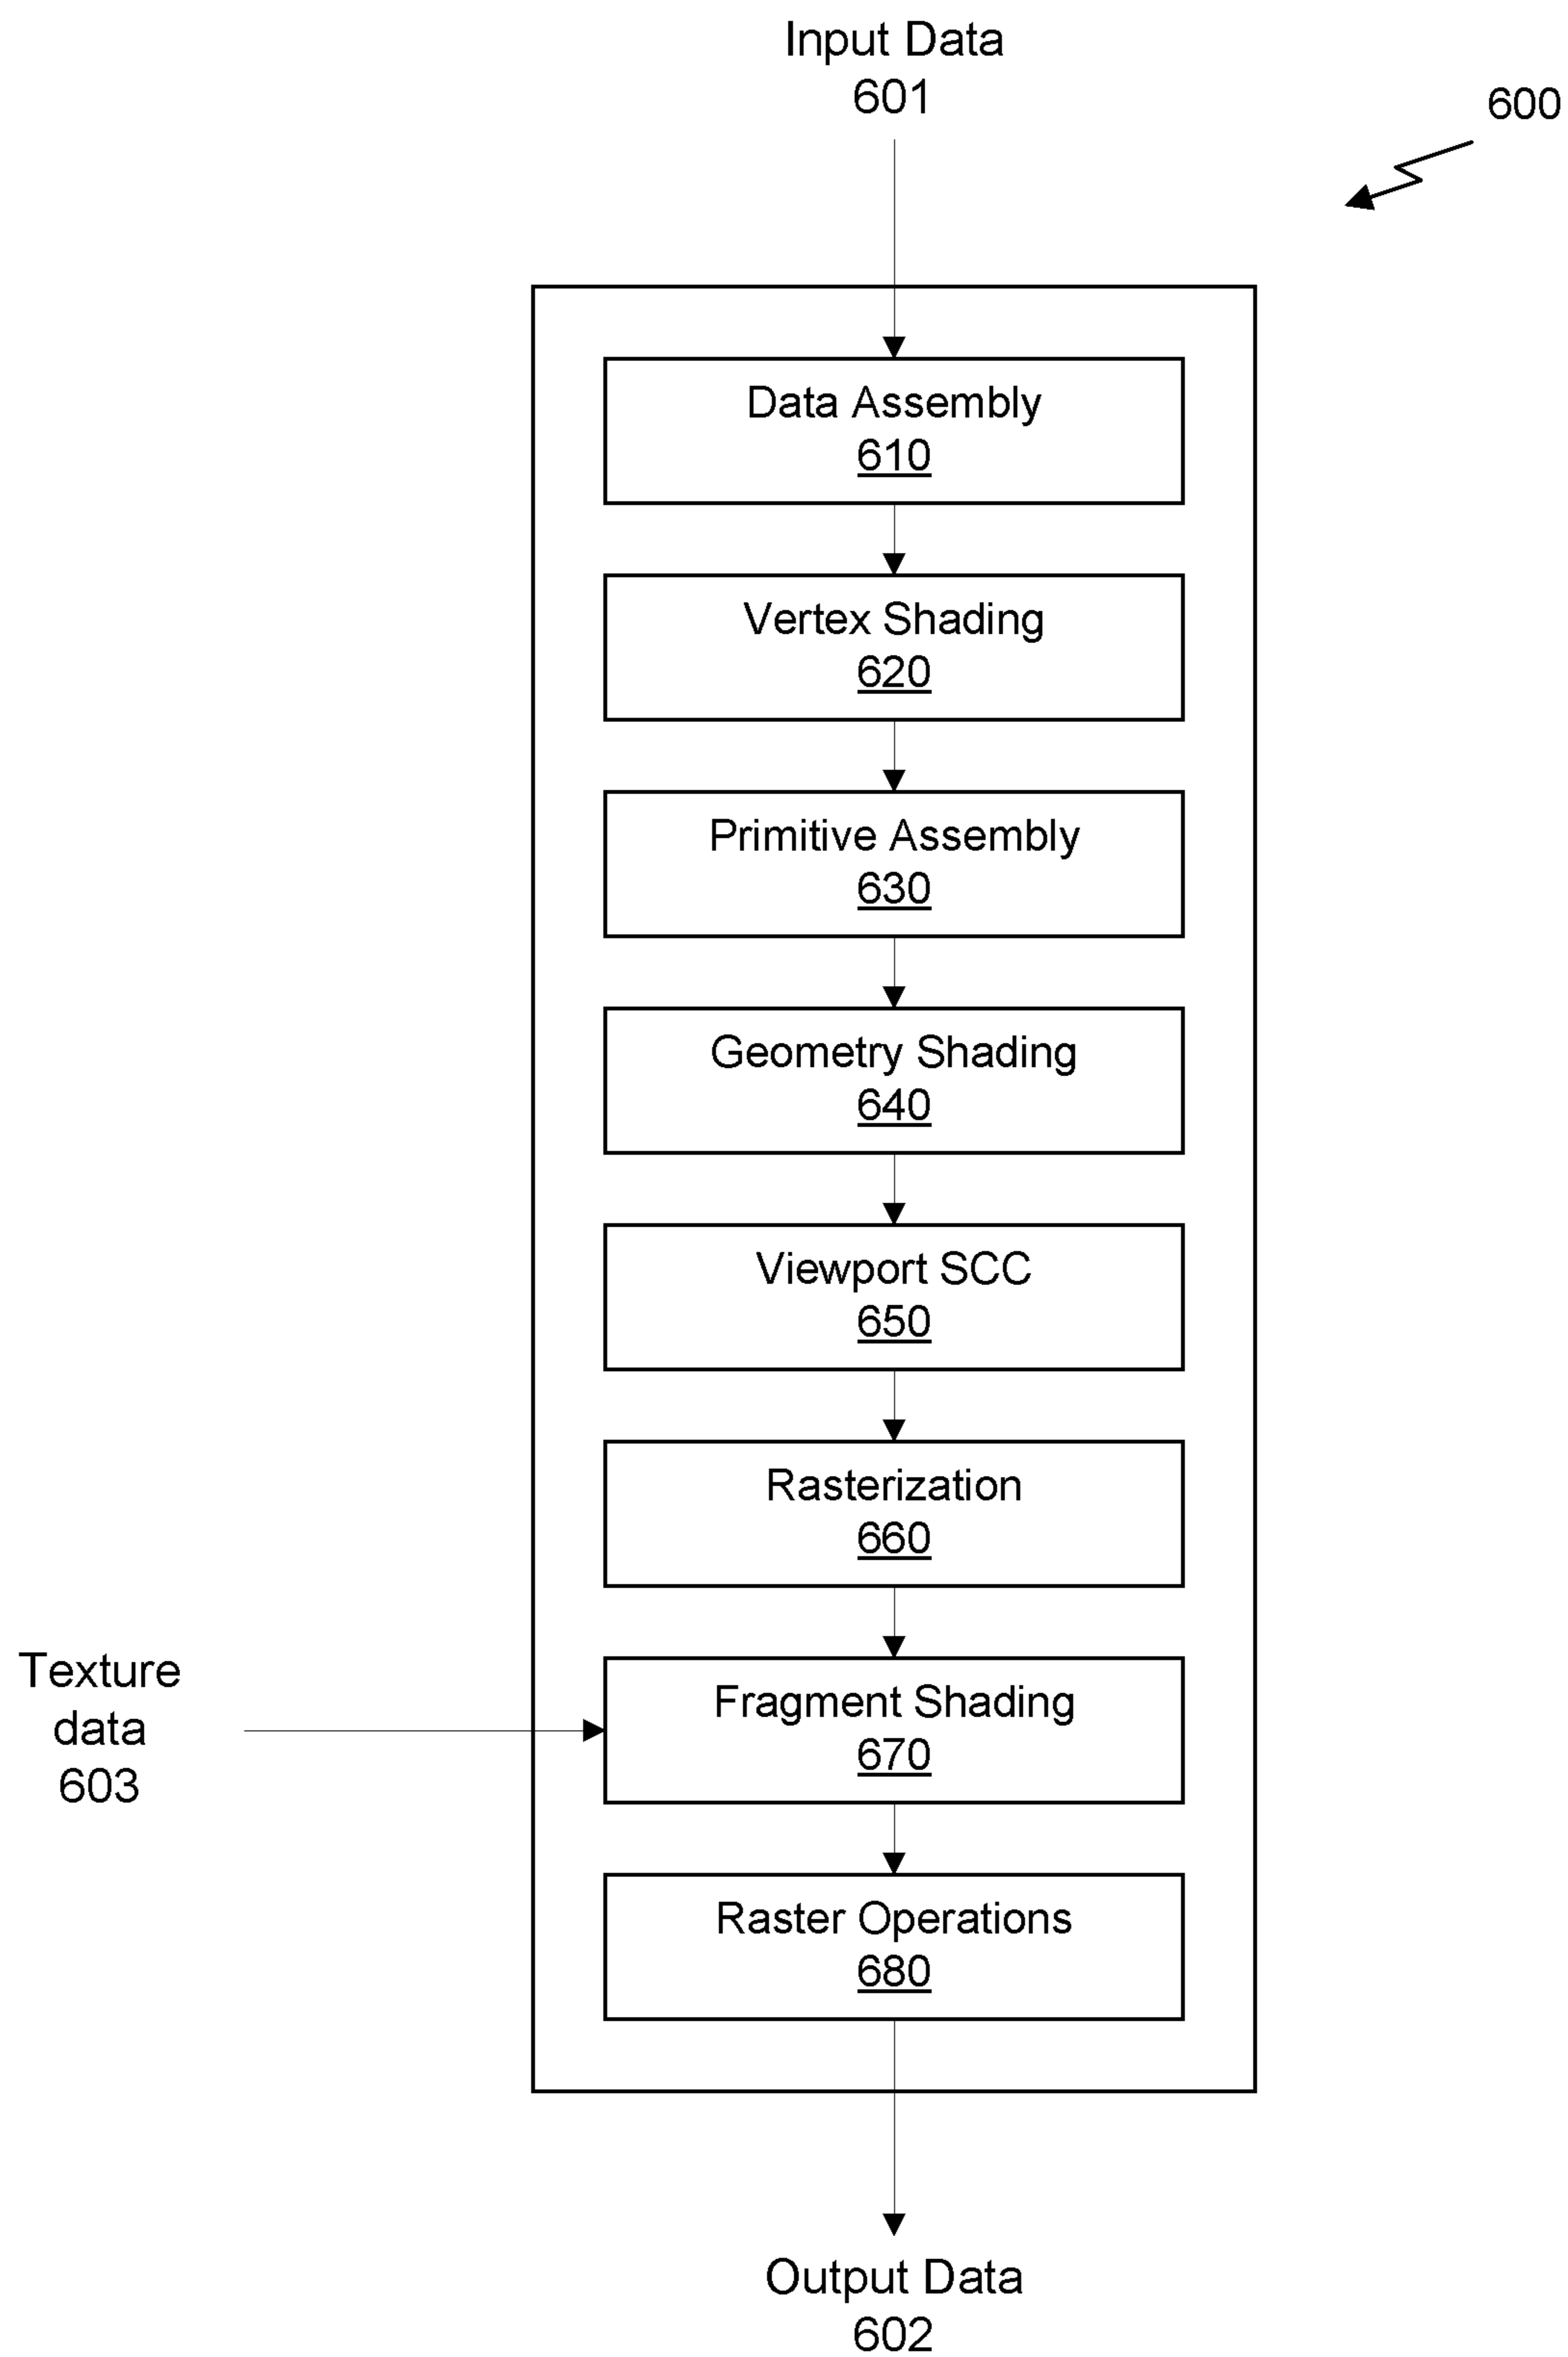 Input Data
601
600
Data Assembly
610
Vertex Shading
620
Primitive Assembly
630
Geometry Shading
640
Viewport SCC
650
Rasterization
660
Texture
data
603
Fragment Shading
670
Raster Operations
680
Output Data
602